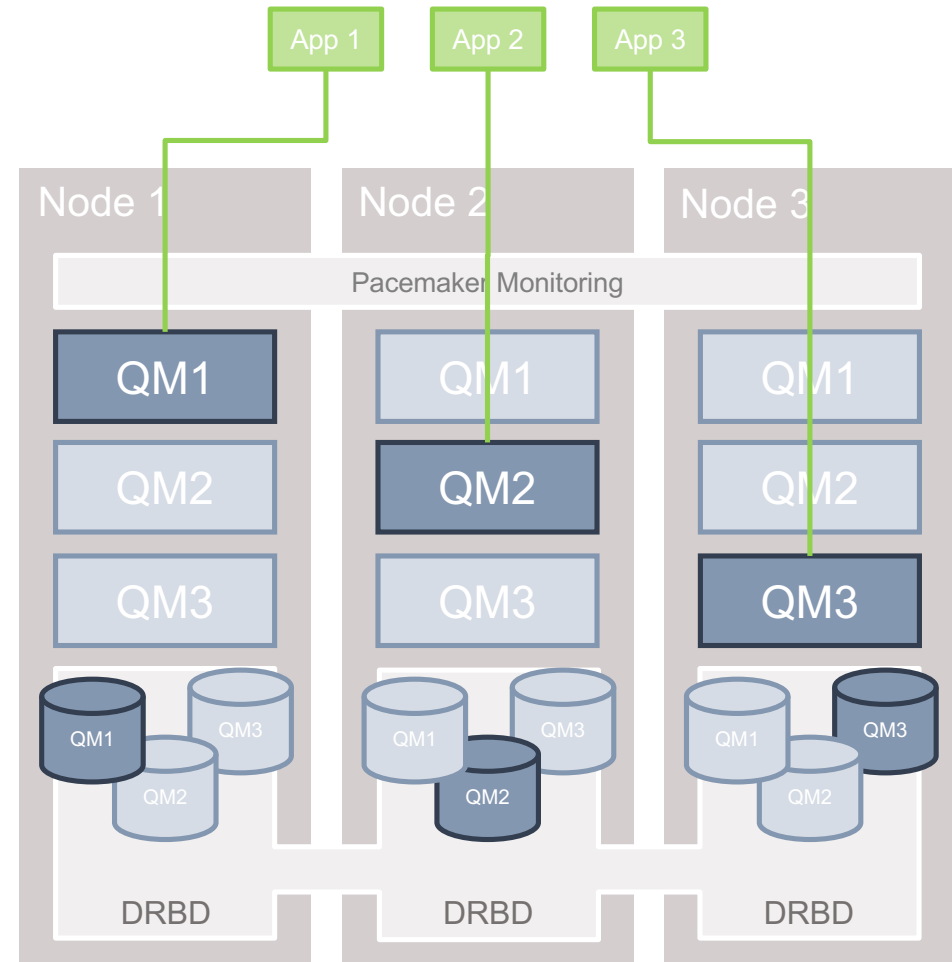 App 1
App 2
App 3
Node 1
Node 2
Node 3
Pacemaker Monitoring
QM1
QM1
QM1
QM2
QM2
QM2
QM3
QM3
QM3
QM1
QM3
QM2
QM1
QM3
QM2
QM1
QM3
QM2
DRBD
DRBD
DRBD